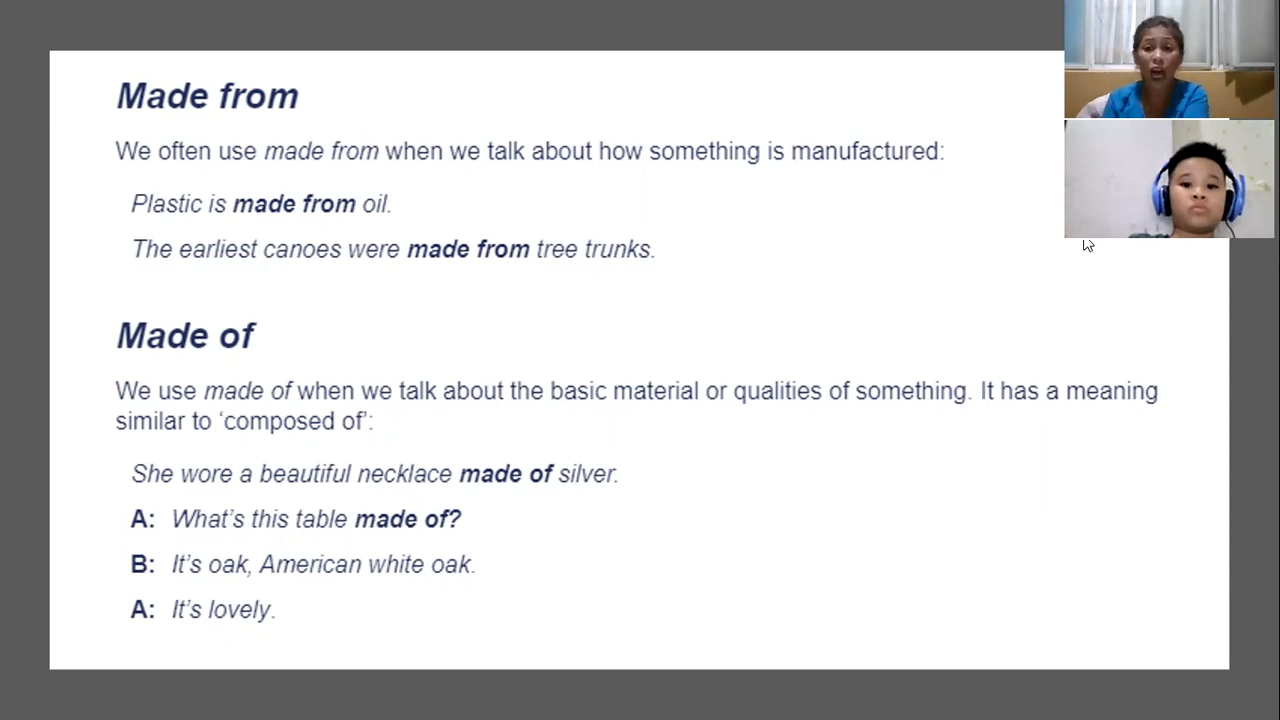 Made from
We often use made from when we talk about how something is manufactured:
Plastic is made from oil.
The earliest canoes were made from tree trunks.
Made of
We use made of when we talk about the basic material or qualities of something. It has a meaning
similar to ‘composed of’:
She wore a beautiful necklace made of silver.
A: What’s this table made of?
B: It’s oak, American white oak.
A: It’s lovely.